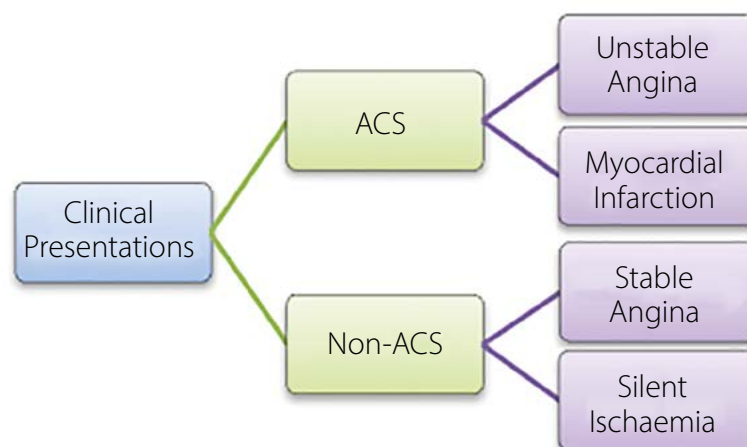 Clinical
Presentations
ACS
Unstable
Angina
Myocardial
Infarction
Non-ACS
Stable
Angina
Silent
Ischaemia